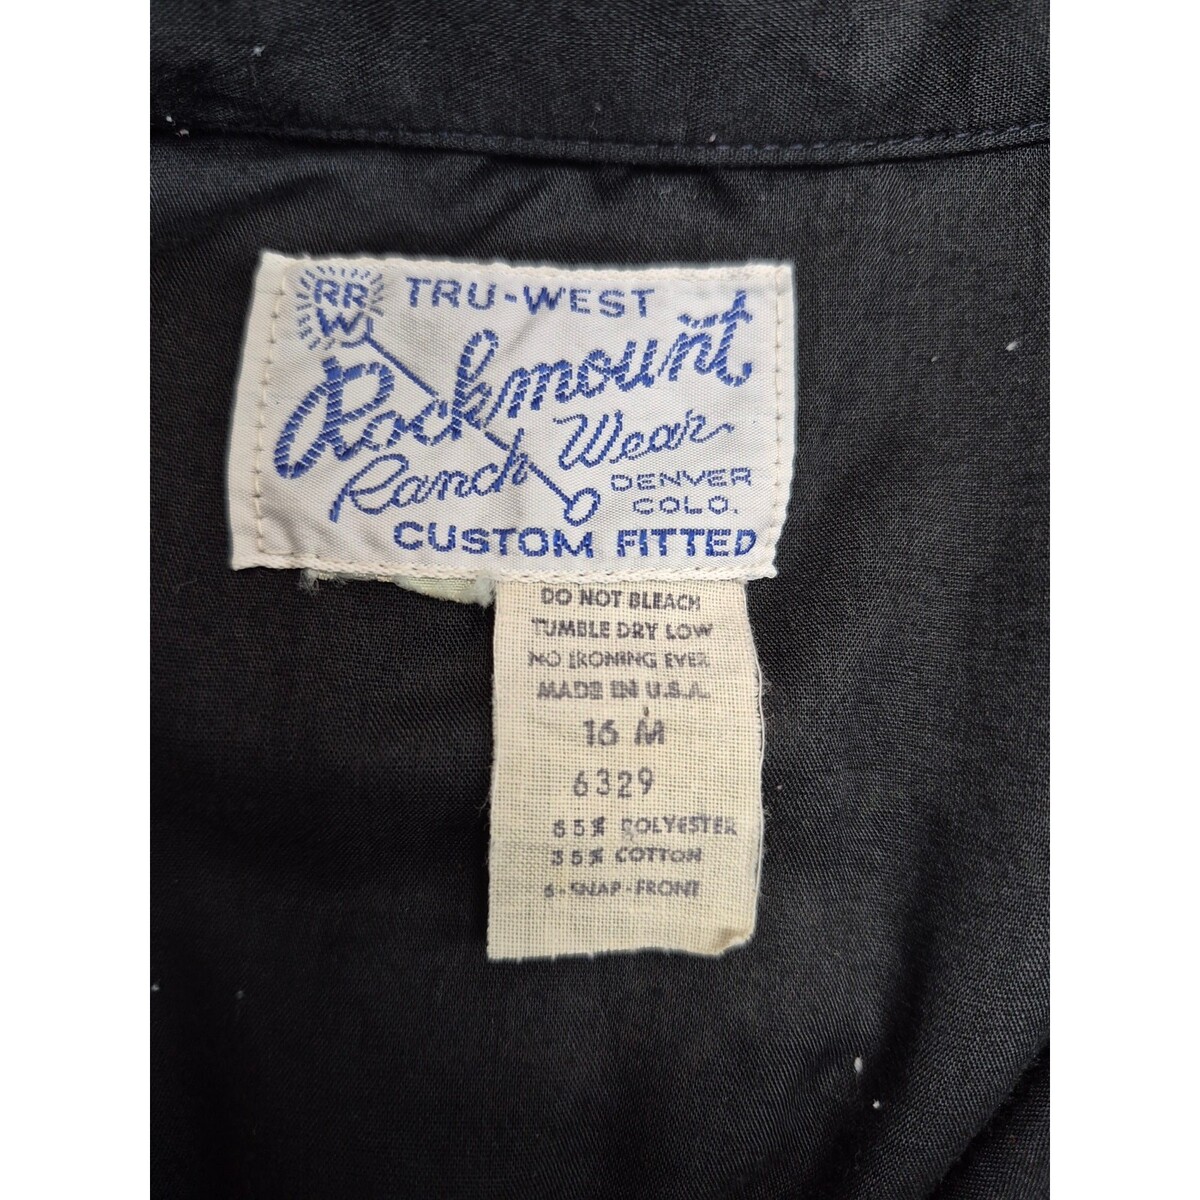 RR
W
TRU-WEST
Rockmount
Ranch Wear
DENVER
COLO.
CUSTOM FITTED
DO NOT BLEACH
TUMBLE DRY LOW
NO IRONING EVER
MADE IN U.S.A.
16 M
6329
65% POLYESTER
35% COTTON
6-SNAP-FRONT